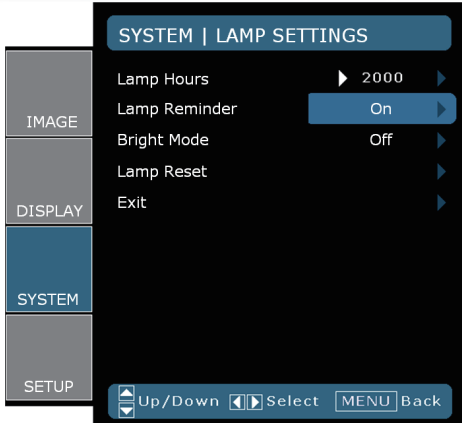 SYSTEM | LAMP SETTINGS
Lamp Hours 2000
Lamp Reminder On
Bright Mode Off
Lamp Reset
Exit
IMAGE
DISPLAY
SYSTEM
SETUP
Up/Down Select MENU Back